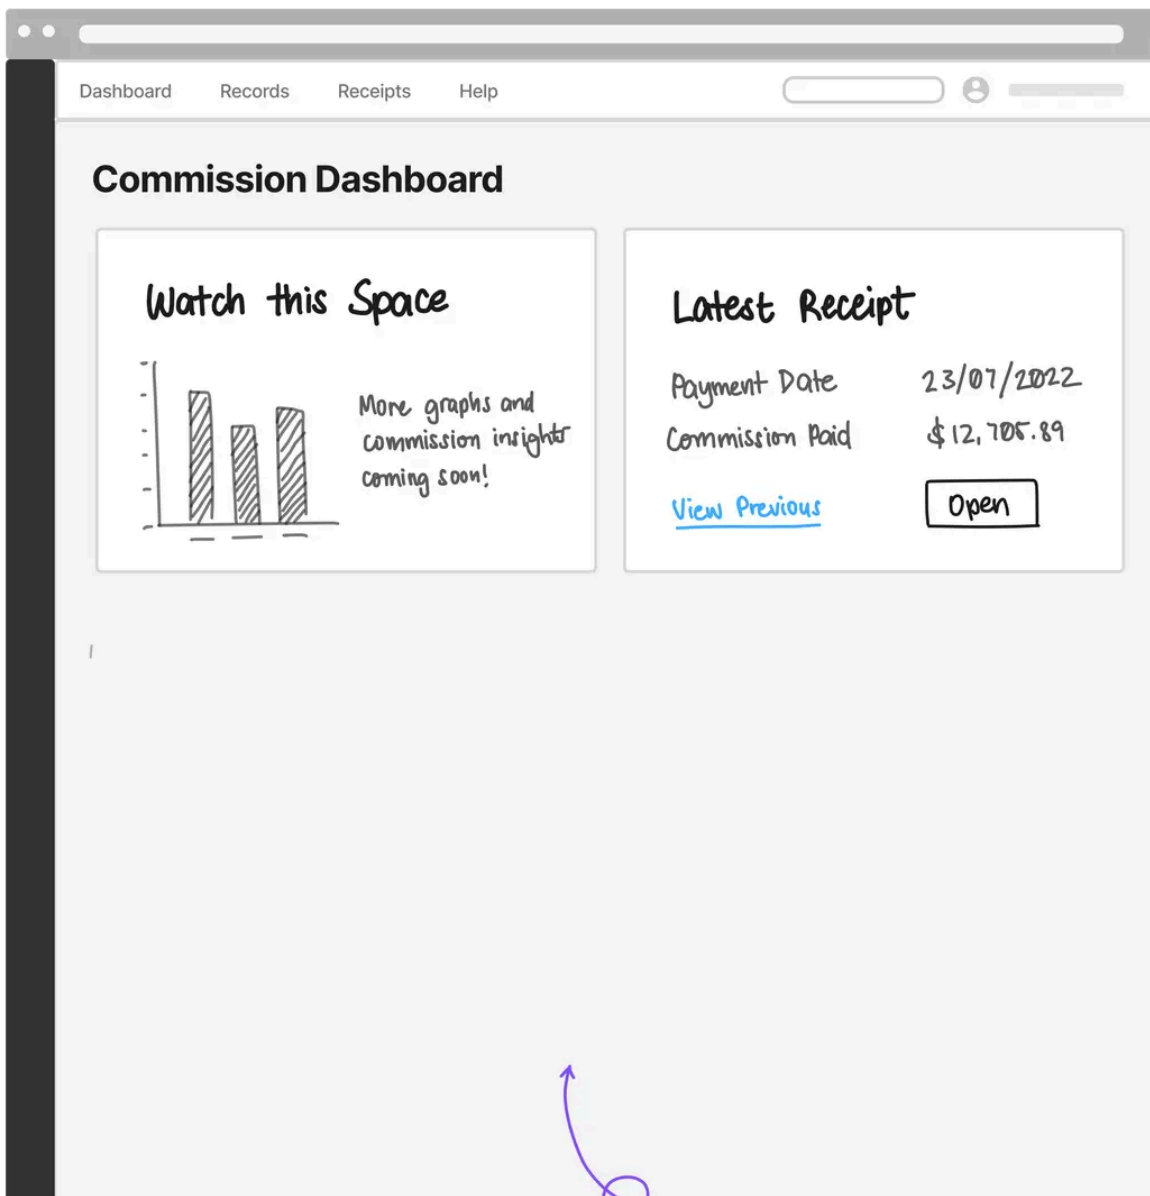 Dashboard Records Receipts Help
Commission Dashboard
Watch this Space
More graphs and
commission insights
coming soon!
Latest Receipt
Payment Date 23/07/2022
Commission Paid $12,705.89
View Previous Open